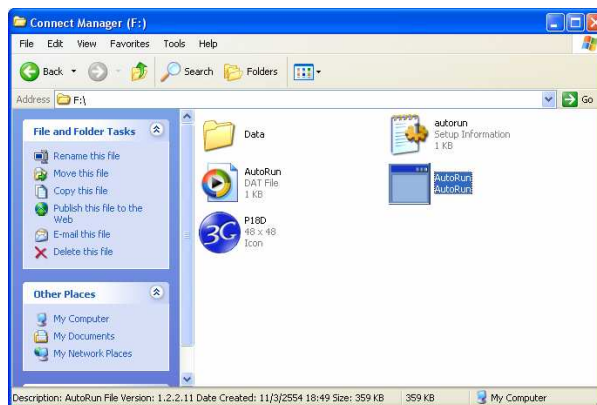 Connect Manager (F:)
File Edit View Favorites Tools Help
Back Search Folders
Address F:\ Go
File and Folder Tasks
Rename this file
Move this file
Copy this file
Publish this file to the
Web
E-mail this file
Delete this file
Other Places
My Computer
My Documents
My Network Places
Data
autorun
Setup Information
1 KB
AutoRun
DAT File
1 KB
AutoRun
AutoRun
3G
P18D
48 x 48
Icon
Description: AutoRun File Version: 1.2.2.11 Date Created: 11/3/2554 18:49 Size: 359 KB 359 KB My Computer